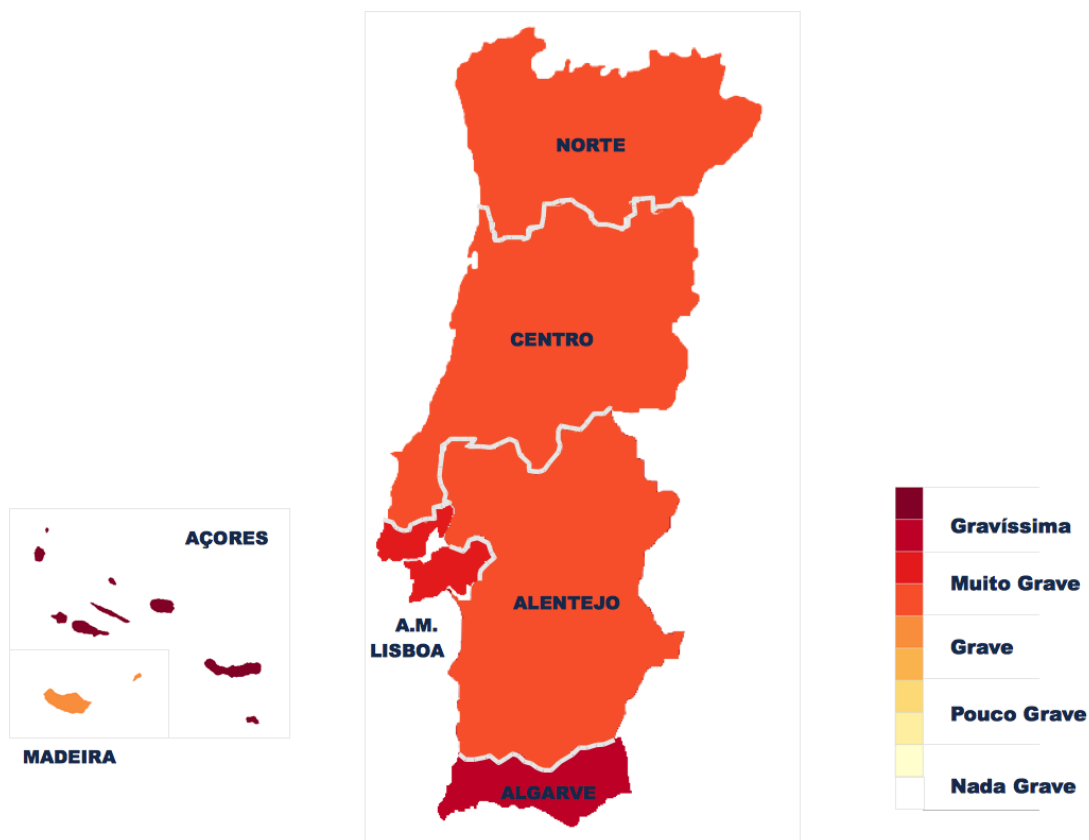 NORTE
CENTRO
ALENTEJO
A.M.
LISBOA
ALGARVE
AÇORES
MADEIRA
Gravíssima
Muito Grave
Grave
Pouco Grave
Nada Grave